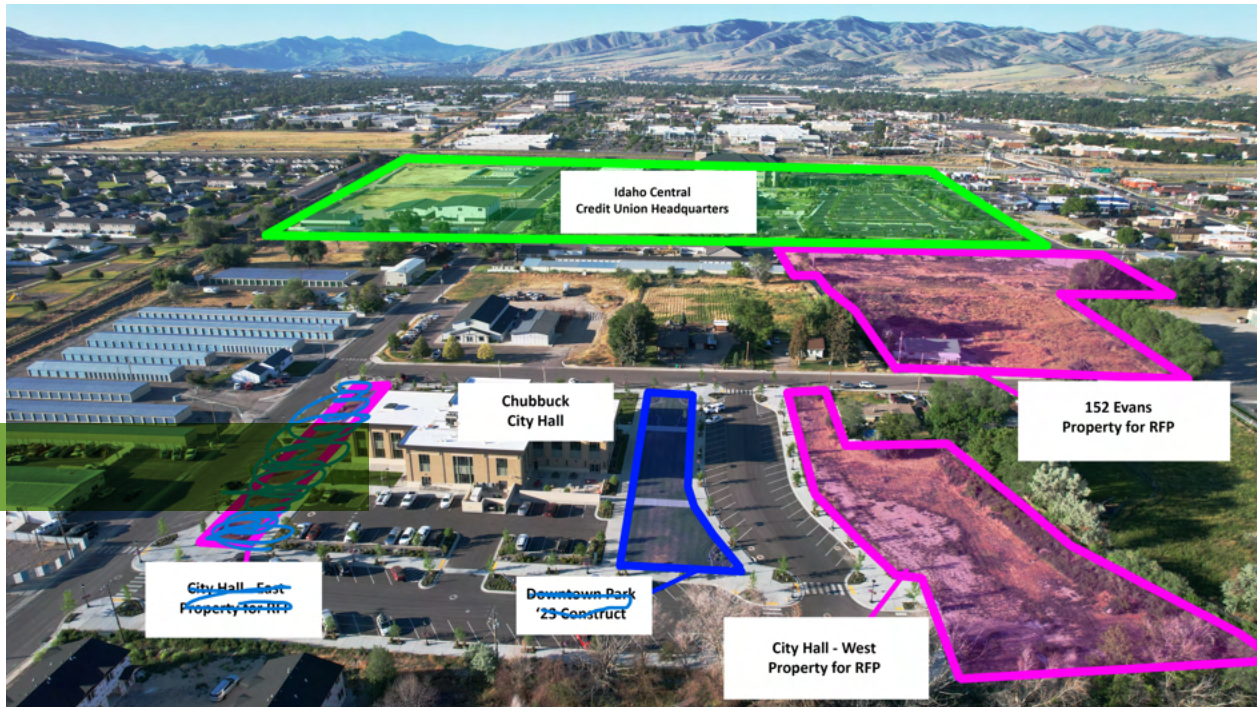 Idaho Central
Credit Union Headquarters
Chubbuck
City Hall
152 Evans
Property for RFP
City Hall - East
Property for RFP
Downtown Park
'23 Construct
City Hall - West
Property for RFP